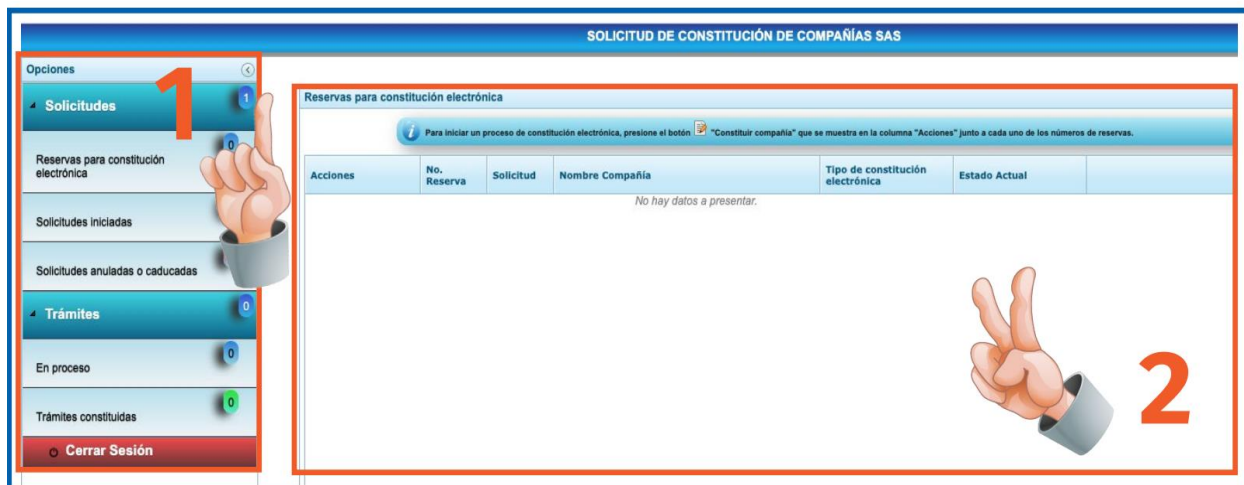 SOLICITUD DE CONSTITUCIÓN DE COMPAÑÍAS SAS
Opciones
1
Solicitudes
1
Reservas para constitución
electrónica
0
Solicitudes iniciadas
Solicitudes anuladas o caducadas
Trámites
0
En proceso
0
Trámites constituidas
0
Cerrar Sesión
Reservas para constitución electrónica
Para iniciar un proceso de constitución electrónica, presione el botón "Constituir compañía" que se muestra en la columna "Acciones" junto a cada uno de los números de reservas.
Acciones
No.
Reserva
Solicitud
Nombre Compañía
Tipo de constitución
electrónica
Estado Actual
No hay datos a presentar.
2